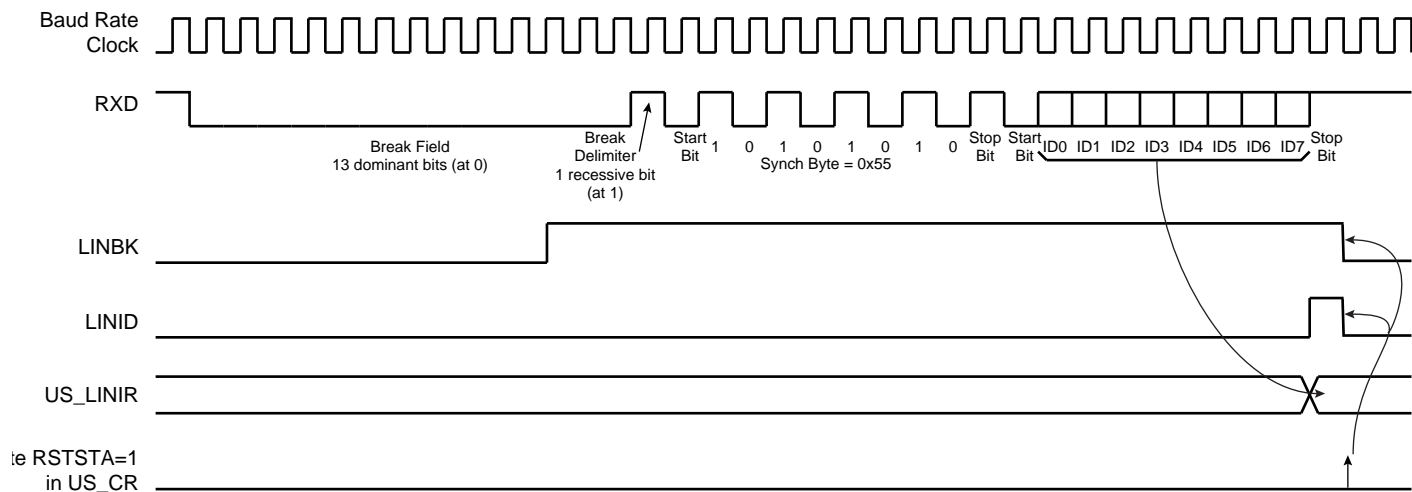 Baud Rate
Clock
RXD
Break Field
13 dominant bits (at 0)
Break
Delimiter
1 recessive bit
(at 1)
Start
Bit
1 0 1 0 1 0 1 0
Synch Byte = 0x55
Stop
Bit
Start
Bit
ID0 ID1 ID2 ID3 ID4 ID5 ID6 ID7
Stop
Bit
LINBK
LINID
US_LINIR
te RSTSTA=1
in US_CR